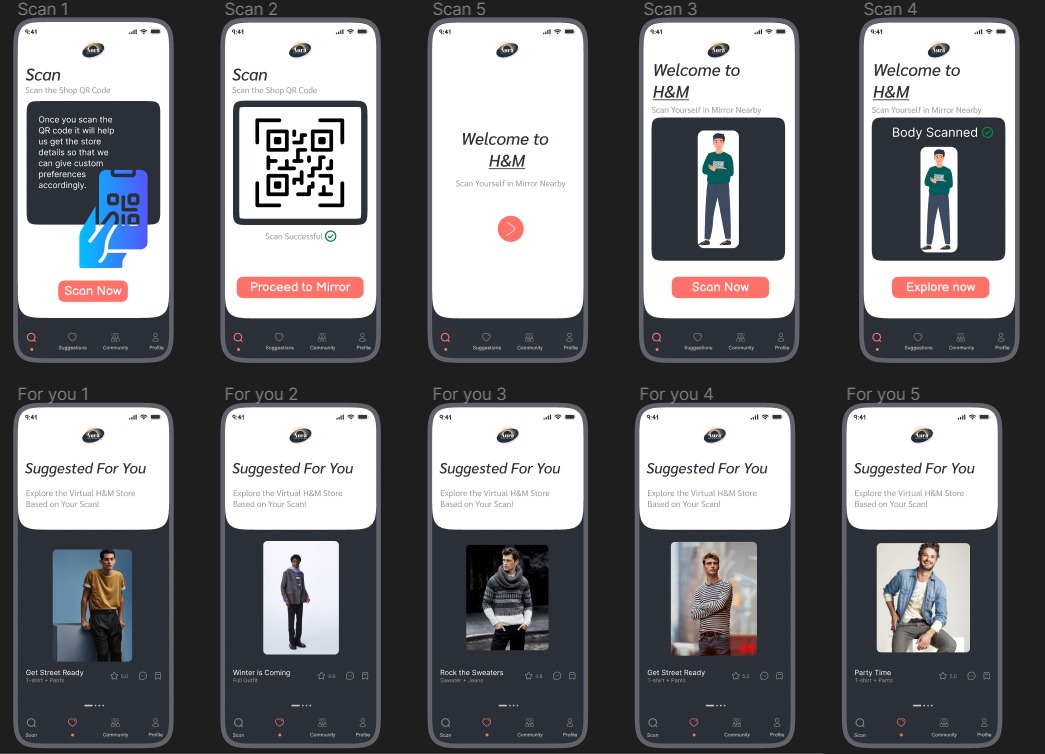 Scan 1
9:41
Aura
Scan
Scan the Shop QR Code
Once you scan the
QR code it will help
us get the store
details so that we
can give custom
preferences
accordingly.
Scan Now
Suggestions
Community
Profile
Scan 2
9:41
Aura
Scan
Scan the Shop QR Code
Scan Successful
Proceed to Mirror
Suggestions
Community
Profile
Scan 5
9:41
Aura
Welcome to
H&M
Scan Yourself in Mirror Nearby
Suggestions
Community
Profile
Scan 3
9:41
Aura
Welcome to
H&M
Scan Yourself in Mirror Nearby
Scan Now
Suggestions
Community
Profile
Scan 4
9:41
Aura
Welcome to
H&M
Scan Yourself in Mirror Nearby
Body Scanned
Explore now
Suggestions
Community
Profile
For you 1
9:41
Aura
Suggested For You
Explore the Virtual H&M Store
Based on Your Scan!
Get Street Ready
T-shirt + Pants
5.0
Scan
Community
Profile
For you 2
9:41
Aura
Suggested For You
Explore the Virtual H&M Store
Based on Your Scan!
Winter is Coming
Full Outfit
4.9
Scan
Community
Profile
For you 3
9:41
Aura
Suggested For You
Explore the Virtual H&M Store
Based on Your Scan!
Rock the Sweaters
Sweater + Jeans
4.8
Scan
Community
Profile
For you 4
9:41
Aura
Suggested For You
Explore the Virtual H&M Store
Based on Your Scan!
H&M
Get Street Ready
T-shirt + Pants
5.0
Scan
Community
Profile
For you 5
9:41
Aura
Suggested For You
Explore the Virtual H&M Store
Based on Your Scan!
Party Time
T-shirt + Pants
5.0
Scan
Community
Profile